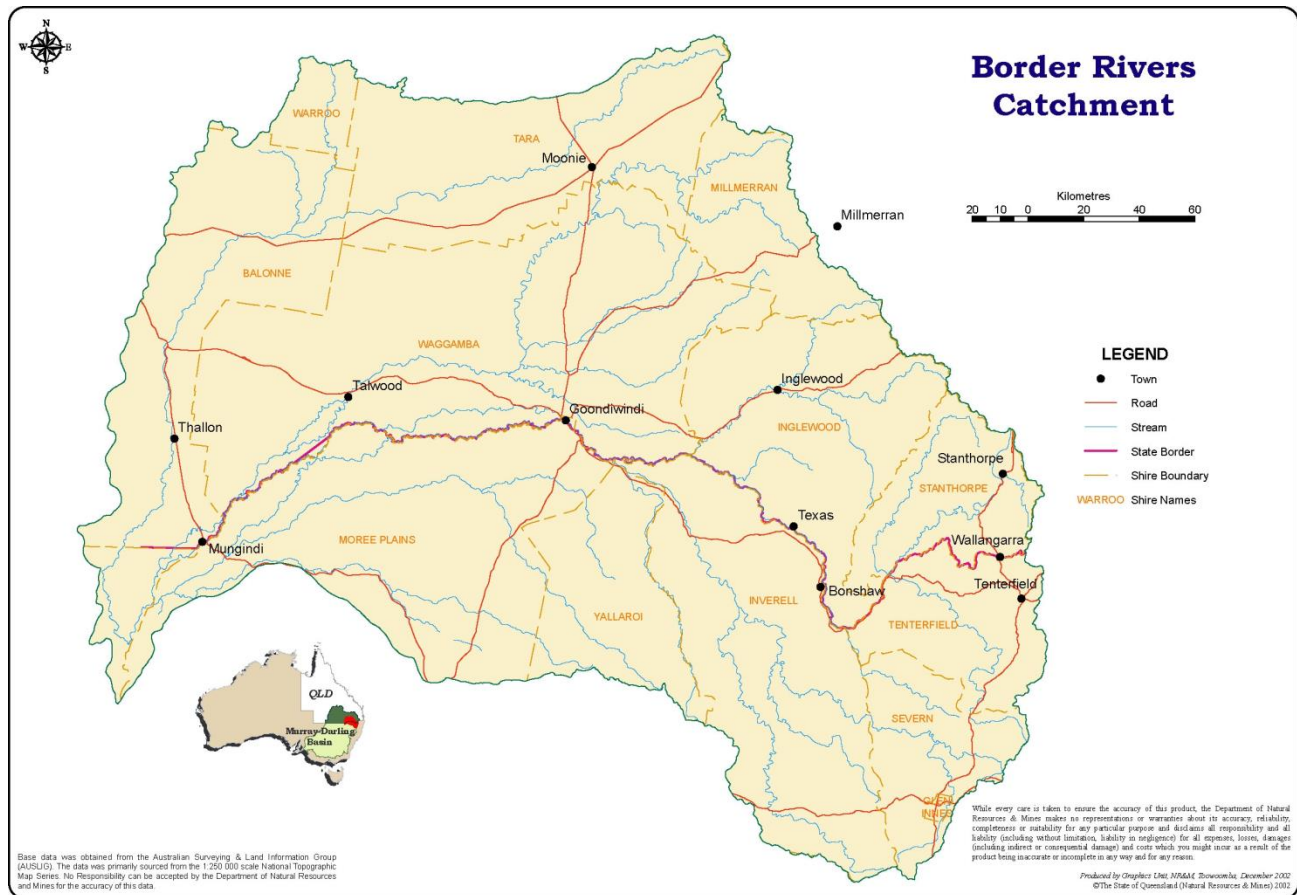 N
W E
S
Border Rivers
Catchment
Kilometres
20 10 0 20 40 60
WARROO
TARA
Moonie
MILLMERRAN
Millmerran
BALONNE
WAGGAMBA
Talwood
Inglewood
Goondiwindi
Thallon
INGLEWOOD
Stanthorpe
STANTHORPE
Texas
Wallangarra
Mungindi
MOREE PLAINS
Bonshaw
Tenterfield
INVERELL
YALLAROI
TENTERFIELD
SEVERN
GLEN
INNES
LEGEND
Town
Road
Stream
State Border
Shire Boundary
WARROO Shire Names
QLD
Murray-Darling
Basin
While every care is taken to ensure the accuracy of this product, the Department of Natural
Resources & Mines makes no representations or warranties about its accuracy, reliability,
completeness or suitability for any particular purpose and disclaims all responsibility and all
liability (including without limitation, liability in negligence) for all expenses, losses, damages
(including indirect or consequential damage) and costs which you might incur as a result of the
product being inaccurate or incomplete in any way and for any reason.
Produced by Graphics Unit, NR&M, Toowoomba, December 2002
©The State of Queensland (Natural Resources & Mines) 2002
Base data was obtained from the Australian Surveying & Land Information Group
(AUSLIG). The data was primarily sourced from the 1:250 000 scale National Topographic
Map Series. No Responsibility can be accepted by the Department of Natural Resources
and Mines for the accuracy of this data.